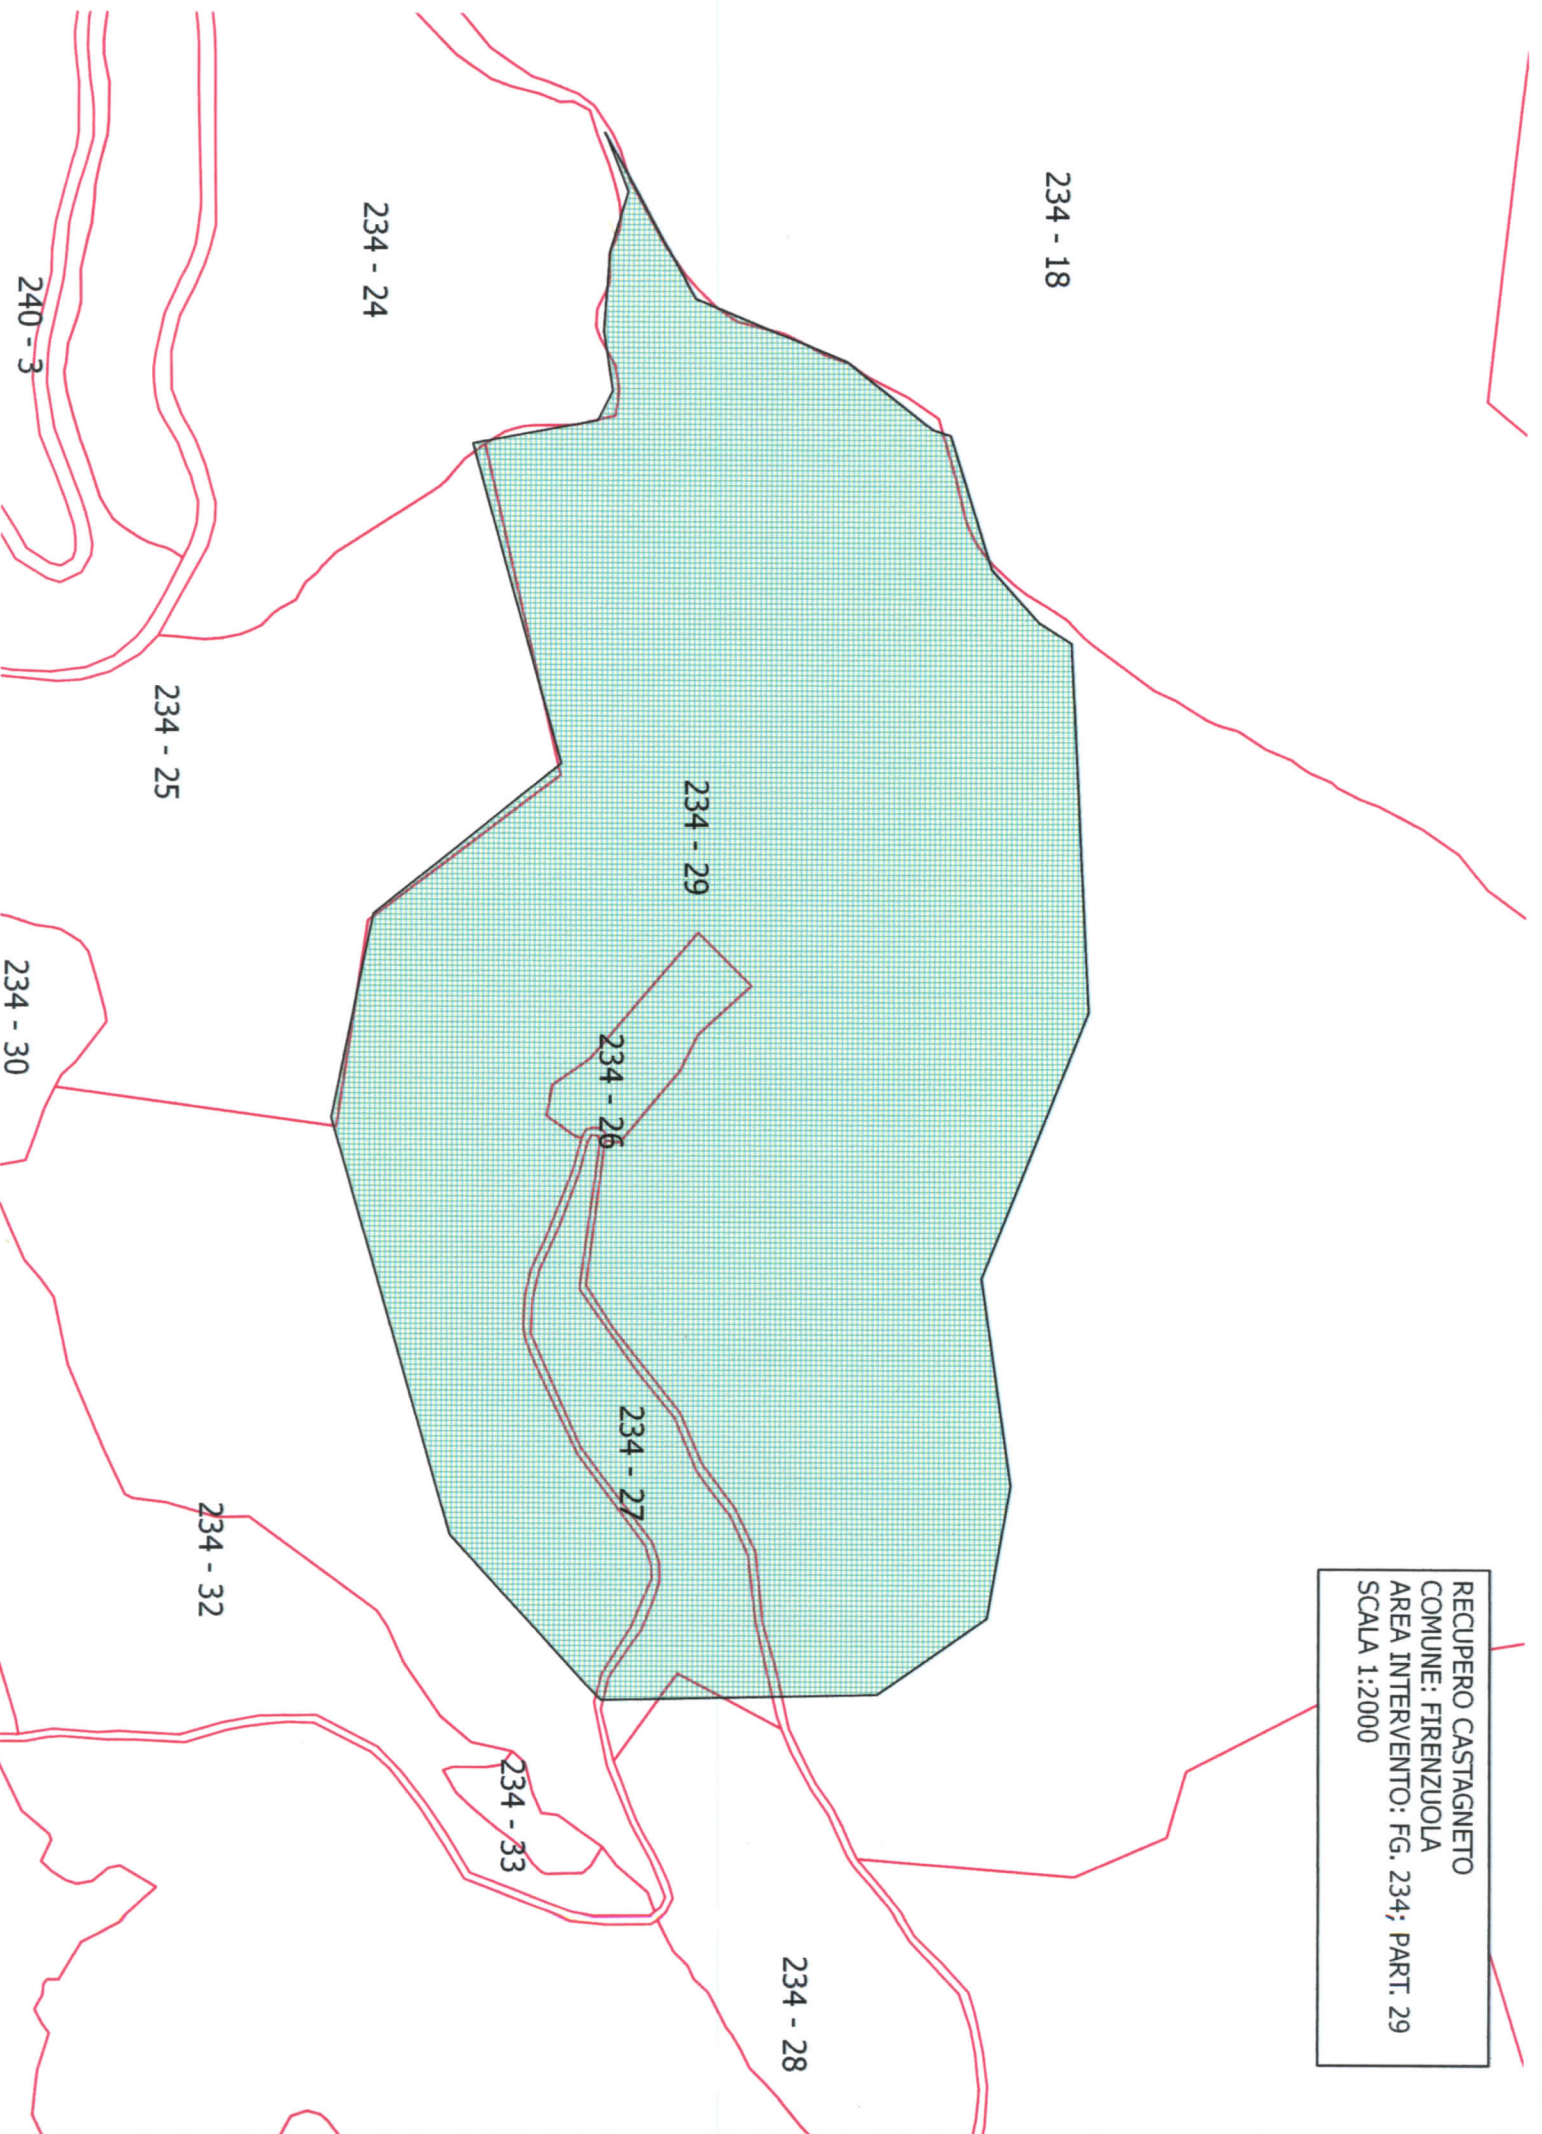 RECUPERO CASTAGNETO
COMUNE: FIRENZUOLA
AREA INTERVENTO: FG. 234; PART. 29
SCALA 1:2000
234 - 18
234 - 24
240 - 3
234 - 25
234 - 29
234 - 26
234 - 30
234 - 27
234 - 32
234 - 33
234 - 28